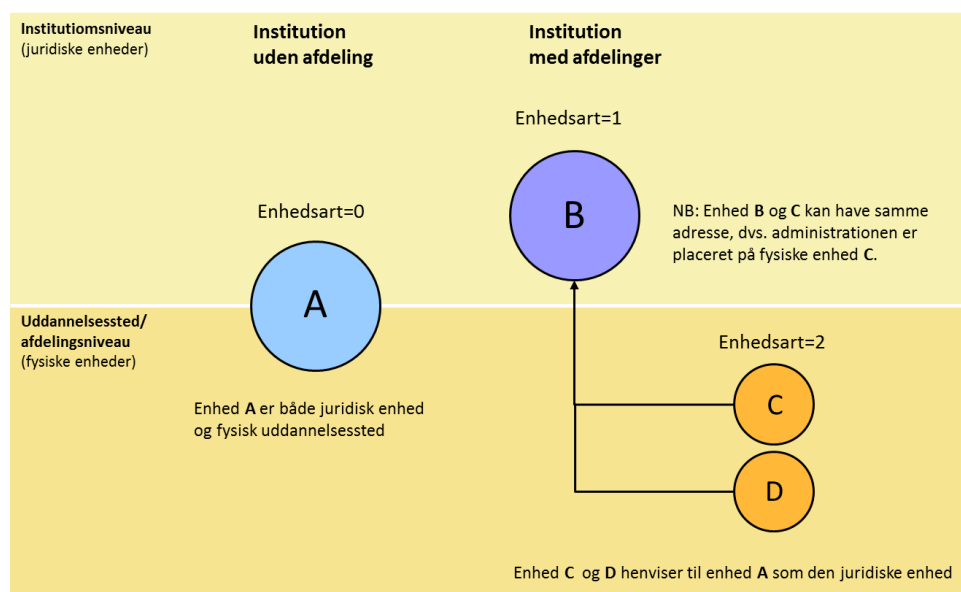 Institutiomsniveau
(juridiske enheder)
Institution
uden afdeling
Institution
med afdelinger
Enhedsart=1
B
Enhedsart=0
A
NB: Enhed B og C kan have samme
adresse, dvs. administrationen er
placeret på fysiske enhed C.
Uddannelsessted/
afdelingsniveau
(fysiske enheder)
Enhedsart=2
C
D
Enhed A er både juridisk enhed
og fysisk uddannelsessted
Enhed C og D henviser til enhed A som den juridiske enhed